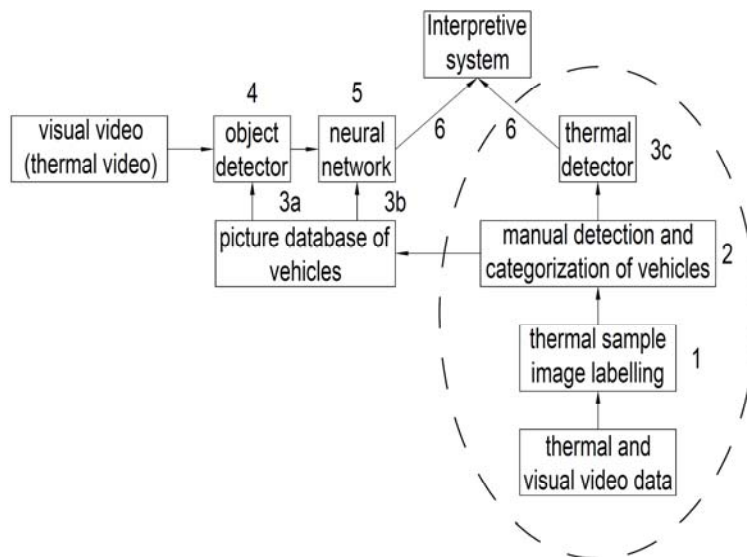 Interpretive
system
4
5
6
6
visual video
(thermal video)
object
detector
neural
network
thermal
detector
3c
3a
3b
picture database of
vehicles
manual detection and
categorization of vehicles
2
thermal sample
image labelling
1
thermal and
visual video data